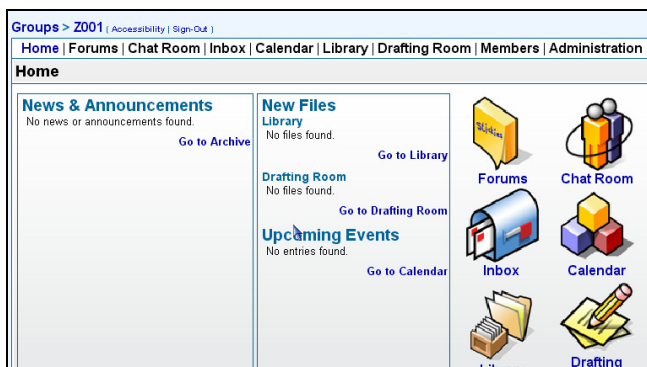 Groups > Z001 ( Accessibility | Sign-Out )
Home | Forums | Chat Room | Inbox | Calendar | Library | Drafting Room | Members | Administration
Home
News & Announcements
No news or announcements found.
Go to Archive
New Files
Library
No files found.
Go to Library
Drafting Room
No files found.
Go to Drafting Room
Upcoming Events
No entries found.
Go to Calendar
Forums
Chat Room
Inbox
Calendar
Drafting